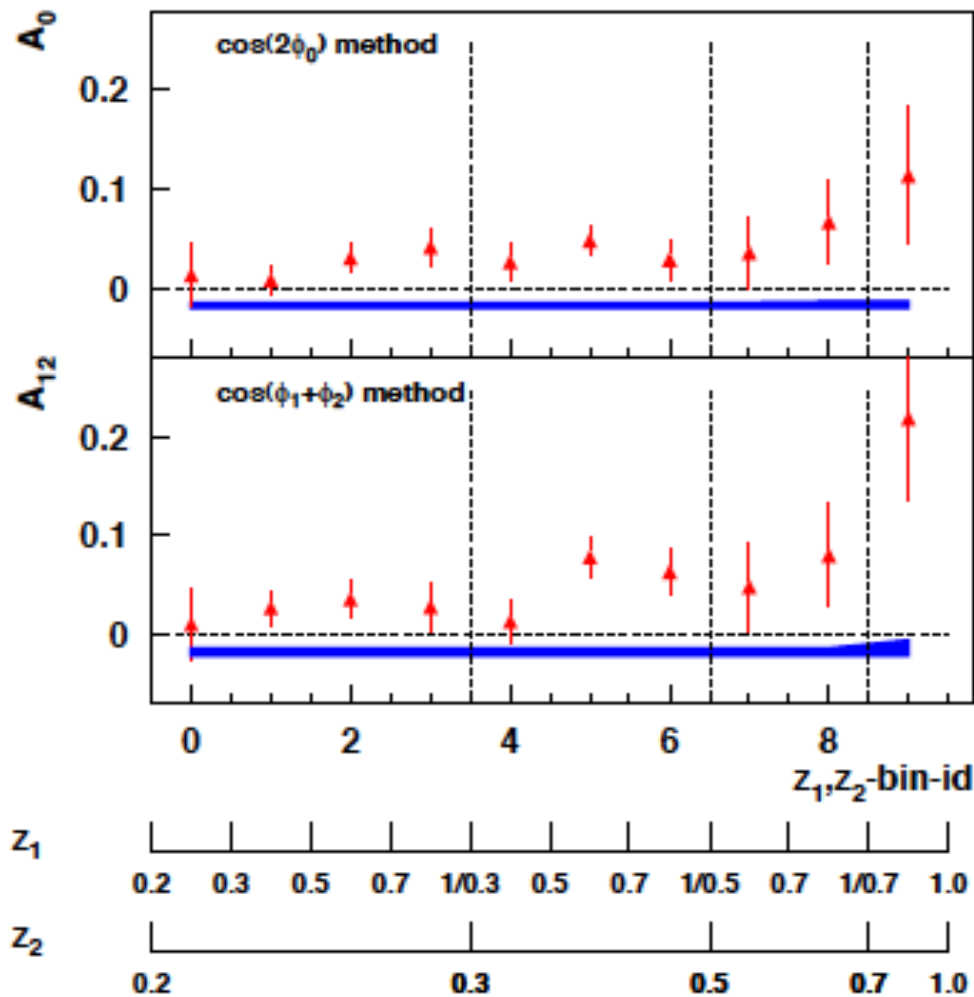 A₀
cos(2ϕ₀) method
0.2
0.1
0
A₁₂
cos(ϕ₁+ϕ₂) method
0.2
0.1
0
0 2 4 6 8
z₁,z₂-bin-id
z₁
0.2 0.3 0.5 0.7 1/0.3 0.5 0.7 1/0.5 0.7 1/0.7 1.0
z₂
0.2 0.3 0.5 0.7 1.0